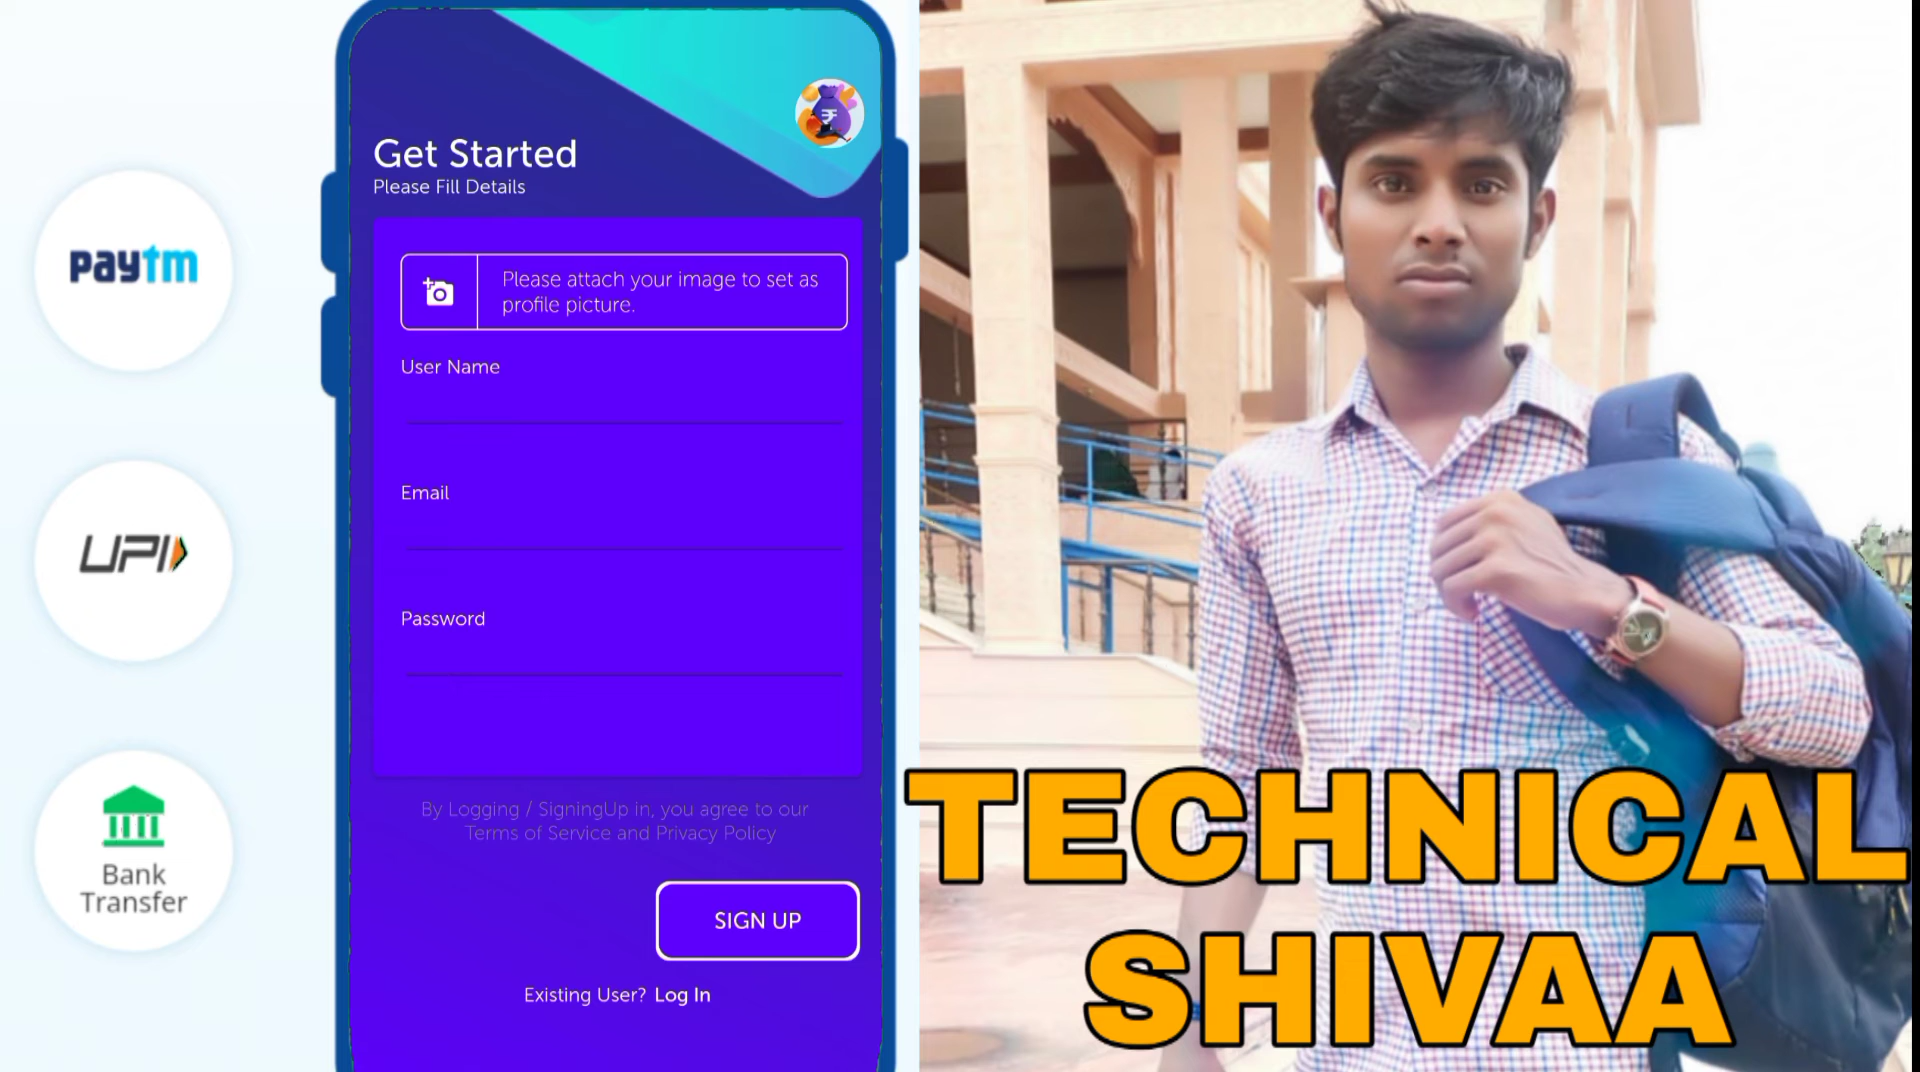 paytm
UPI
Bank
Transfer
Get Started
Please Fill Details
₹
Please attach your image to set as
profile picture.
User Name
Email
Password
By Logging / SigningUp in, you agree to our
Terms of Service and Privacy Policy
SIGN UP
Existing User? Log In
TECHNICAL
SHIVAA